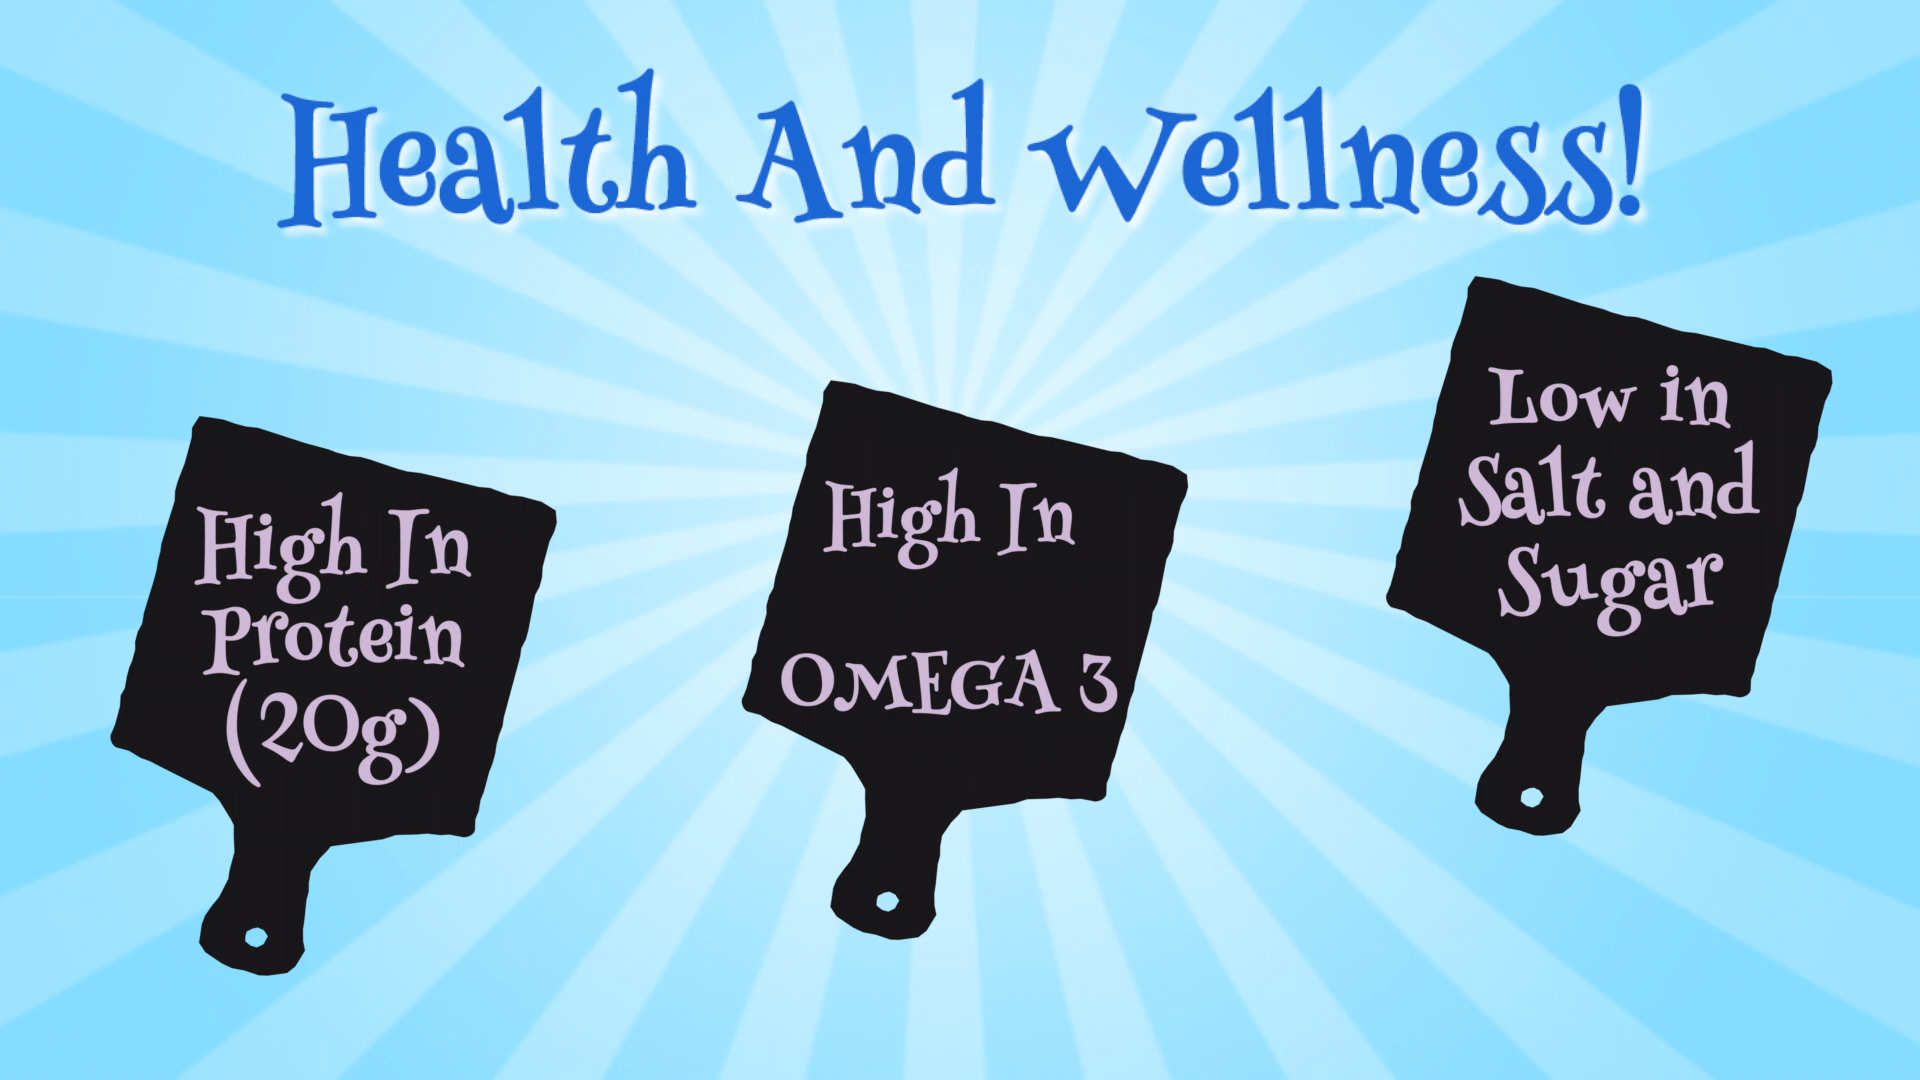 Health And Wellness!
High In
Protein
(20g)
High In
OMEGA 3
Low in
Salt and
Sugar